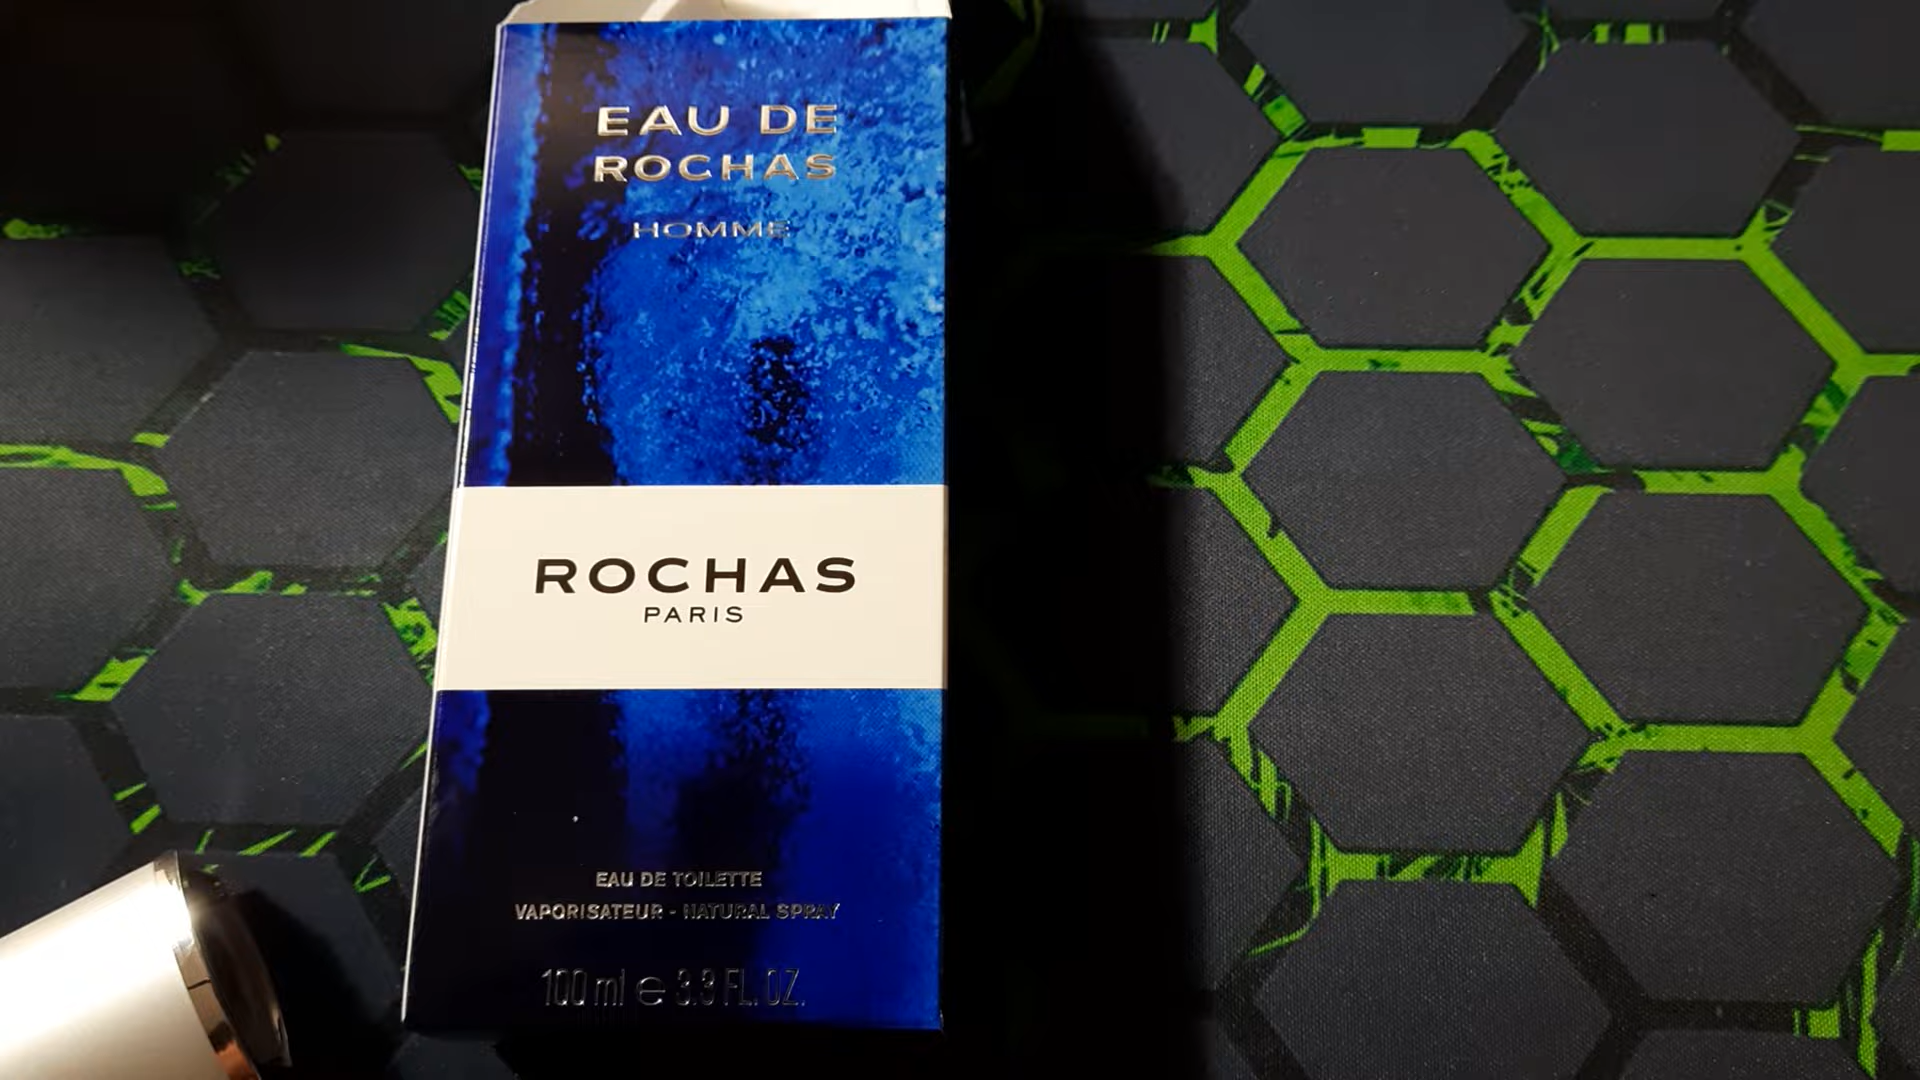 EAU DE
ROCHAS
HOMME
ROCHAS
PARIS
EAU DE TOILETTE
VAPORISATEUR - NATURAL SPRAY
100 ml e 3.3 FL. OZ.